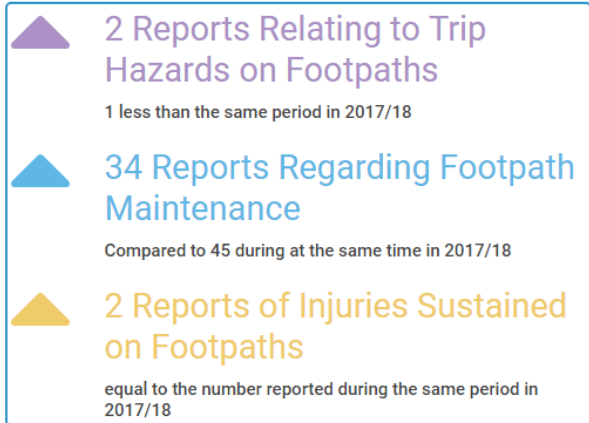 2 Reports Relating to Trip
Hazards on Footpaths
1 less than the same period in 2017/18
34 Reports Regarding Footpath
Maintenance
Compared to 45 during at the same time in 2017/18
2 Reports of Injuries Sustained
on Footpaths
equal to the number reported during the same period in
2017/18